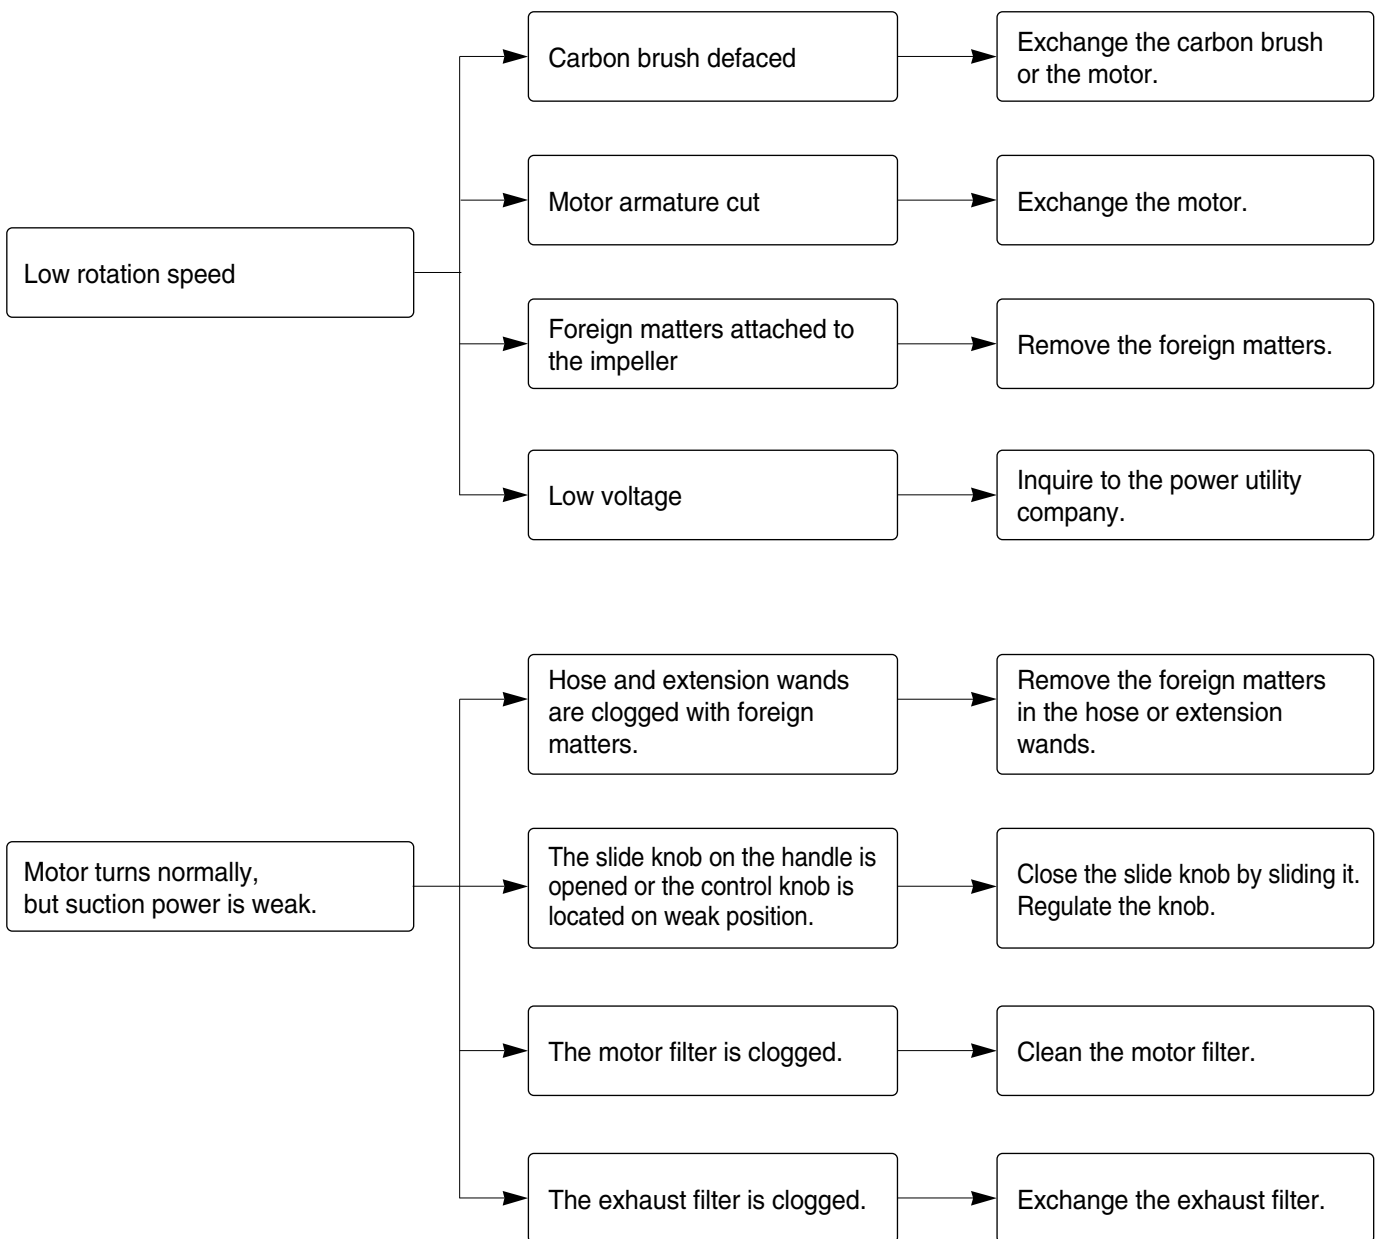 Low rotation speed
Carbon brush defaced
Exchange the carbon brush
or the motor.
Motor armature cut
Exchange the motor.
Foreign matters attached to
the impeller
Remove the foreign matters.
Low voltage
Inquire to the power utility
company.
Motor turns normally,
but suction power is weak.
Hose and extension wands
are clogged with foreign
matters.
Remove the foreign matters
in the hose or extension
wands.
The slide knob on the handle is
opened or the control knob is
located on weak position.
Close the slide knob by sliding it.
Regulate the knob.
The motor filter is clogged.
Clean the motor filter.
The exhaust filter is clogged.
Exchange the exhaust filter.